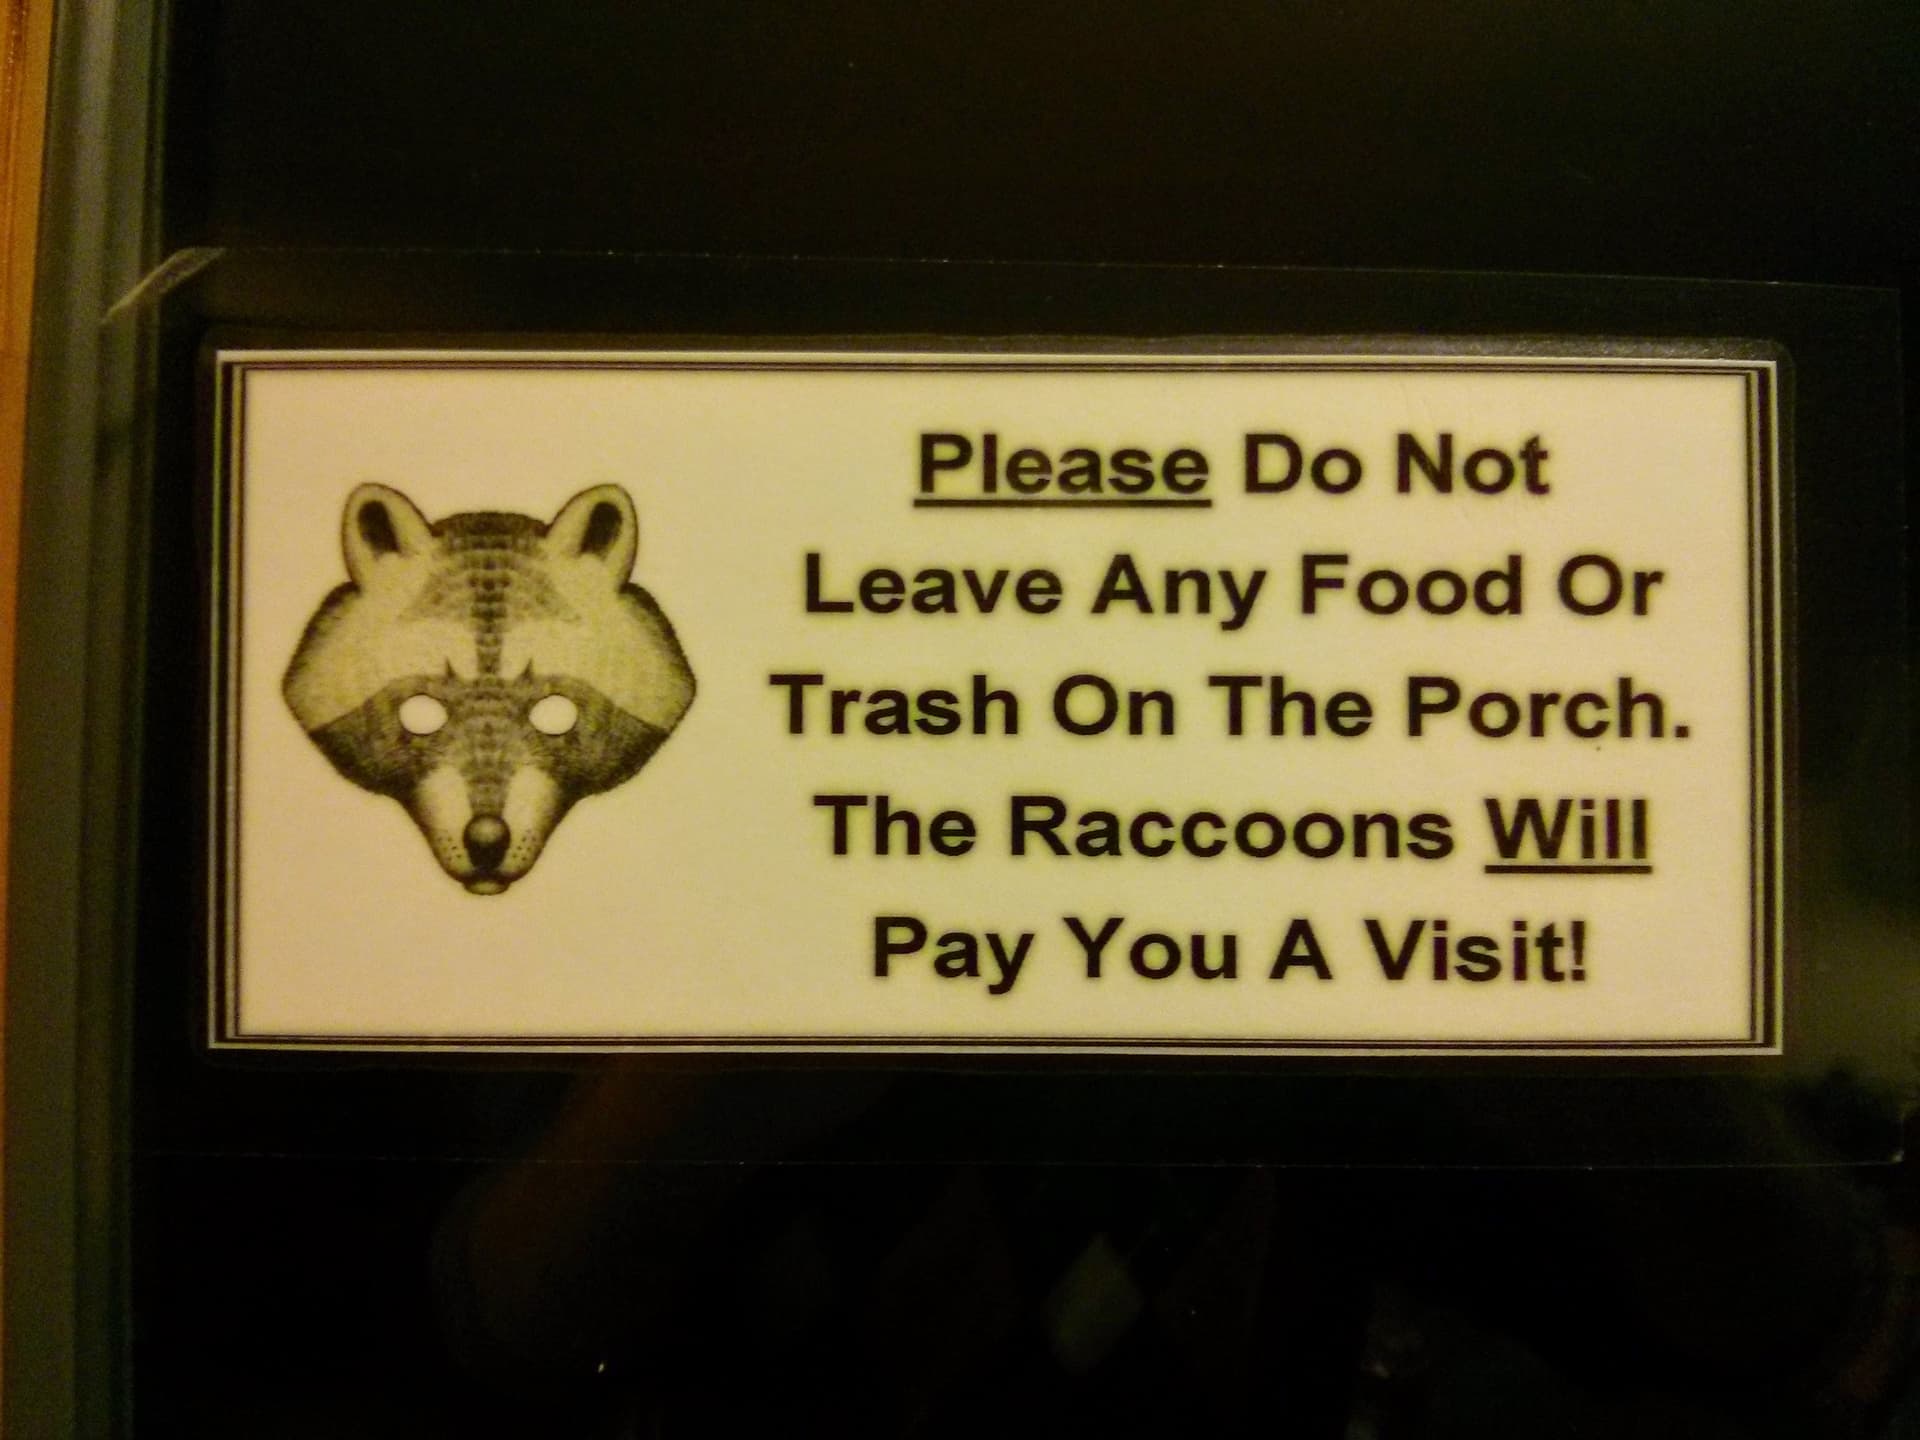 Please Do Not
Leave Any Food Or
Trash On The Porch.
The Raccoons Will
Pay You A Visit!